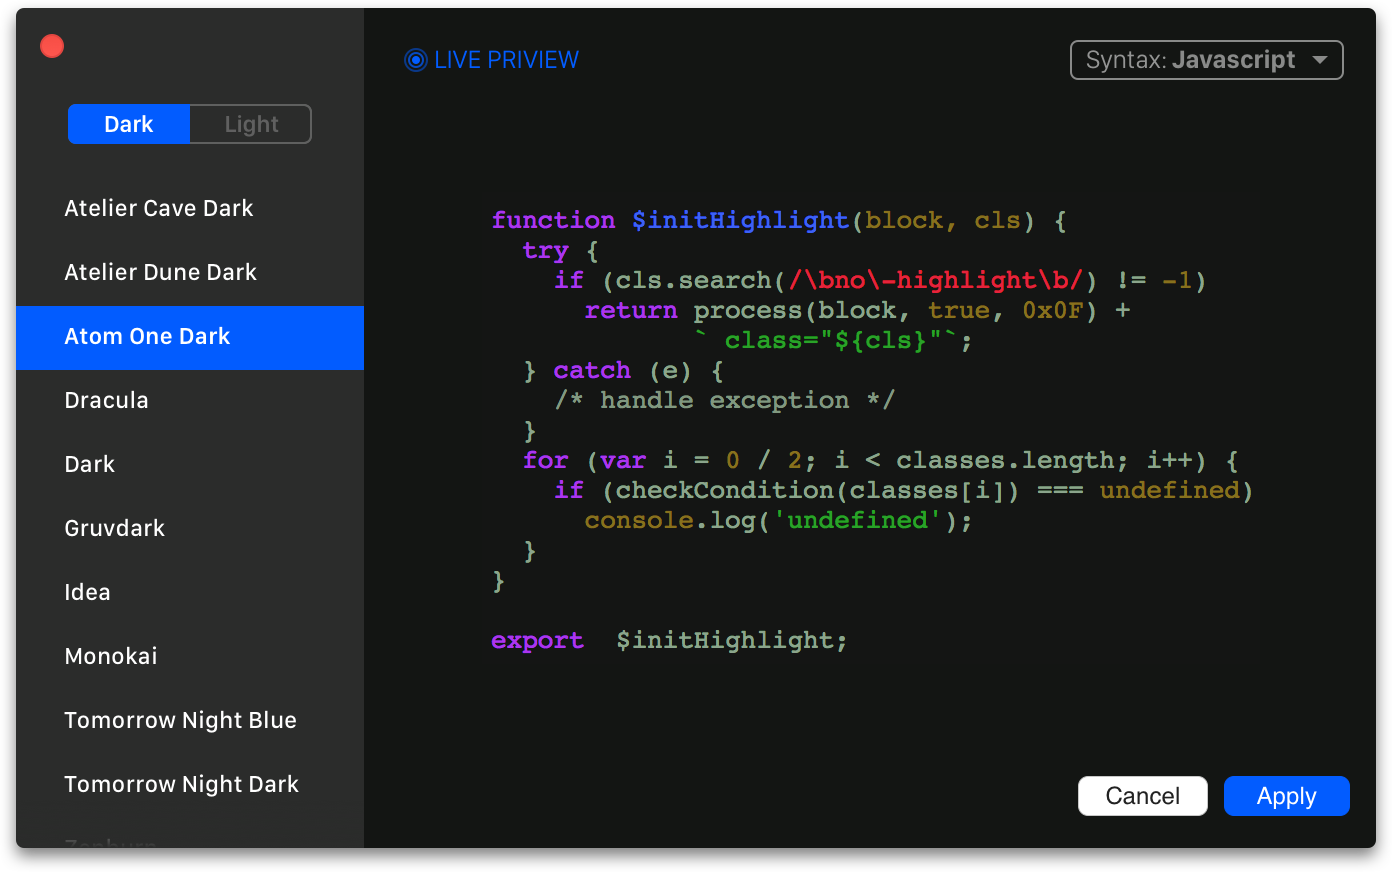 Dark Light
Atelier Cave Dark
Atelier Dune Dark
Atom One Dark
Dracula
Dark
Gruvdark
Idea
Monokai
Tomorrow Night Blue
Tomorrow Night Dark
LIVE PRIVIEW
Syntax: Javascript
function $initHighlight(block, cls) {
  try {
    if (cls.search(/\bno\-highlight\b/) != -1)
      return process(block, true, 0x0F) +
             ` class="${cls}"`;
  } catch (e) {
    /* handle exception */
  }
  for (var i = 0 / 2; i < classes.length; i++) {
    if (checkCondition(classes[i]) === undefined)
      console.log('undefined');
  }
}

export  $initHighlight;
Cancel
Apply